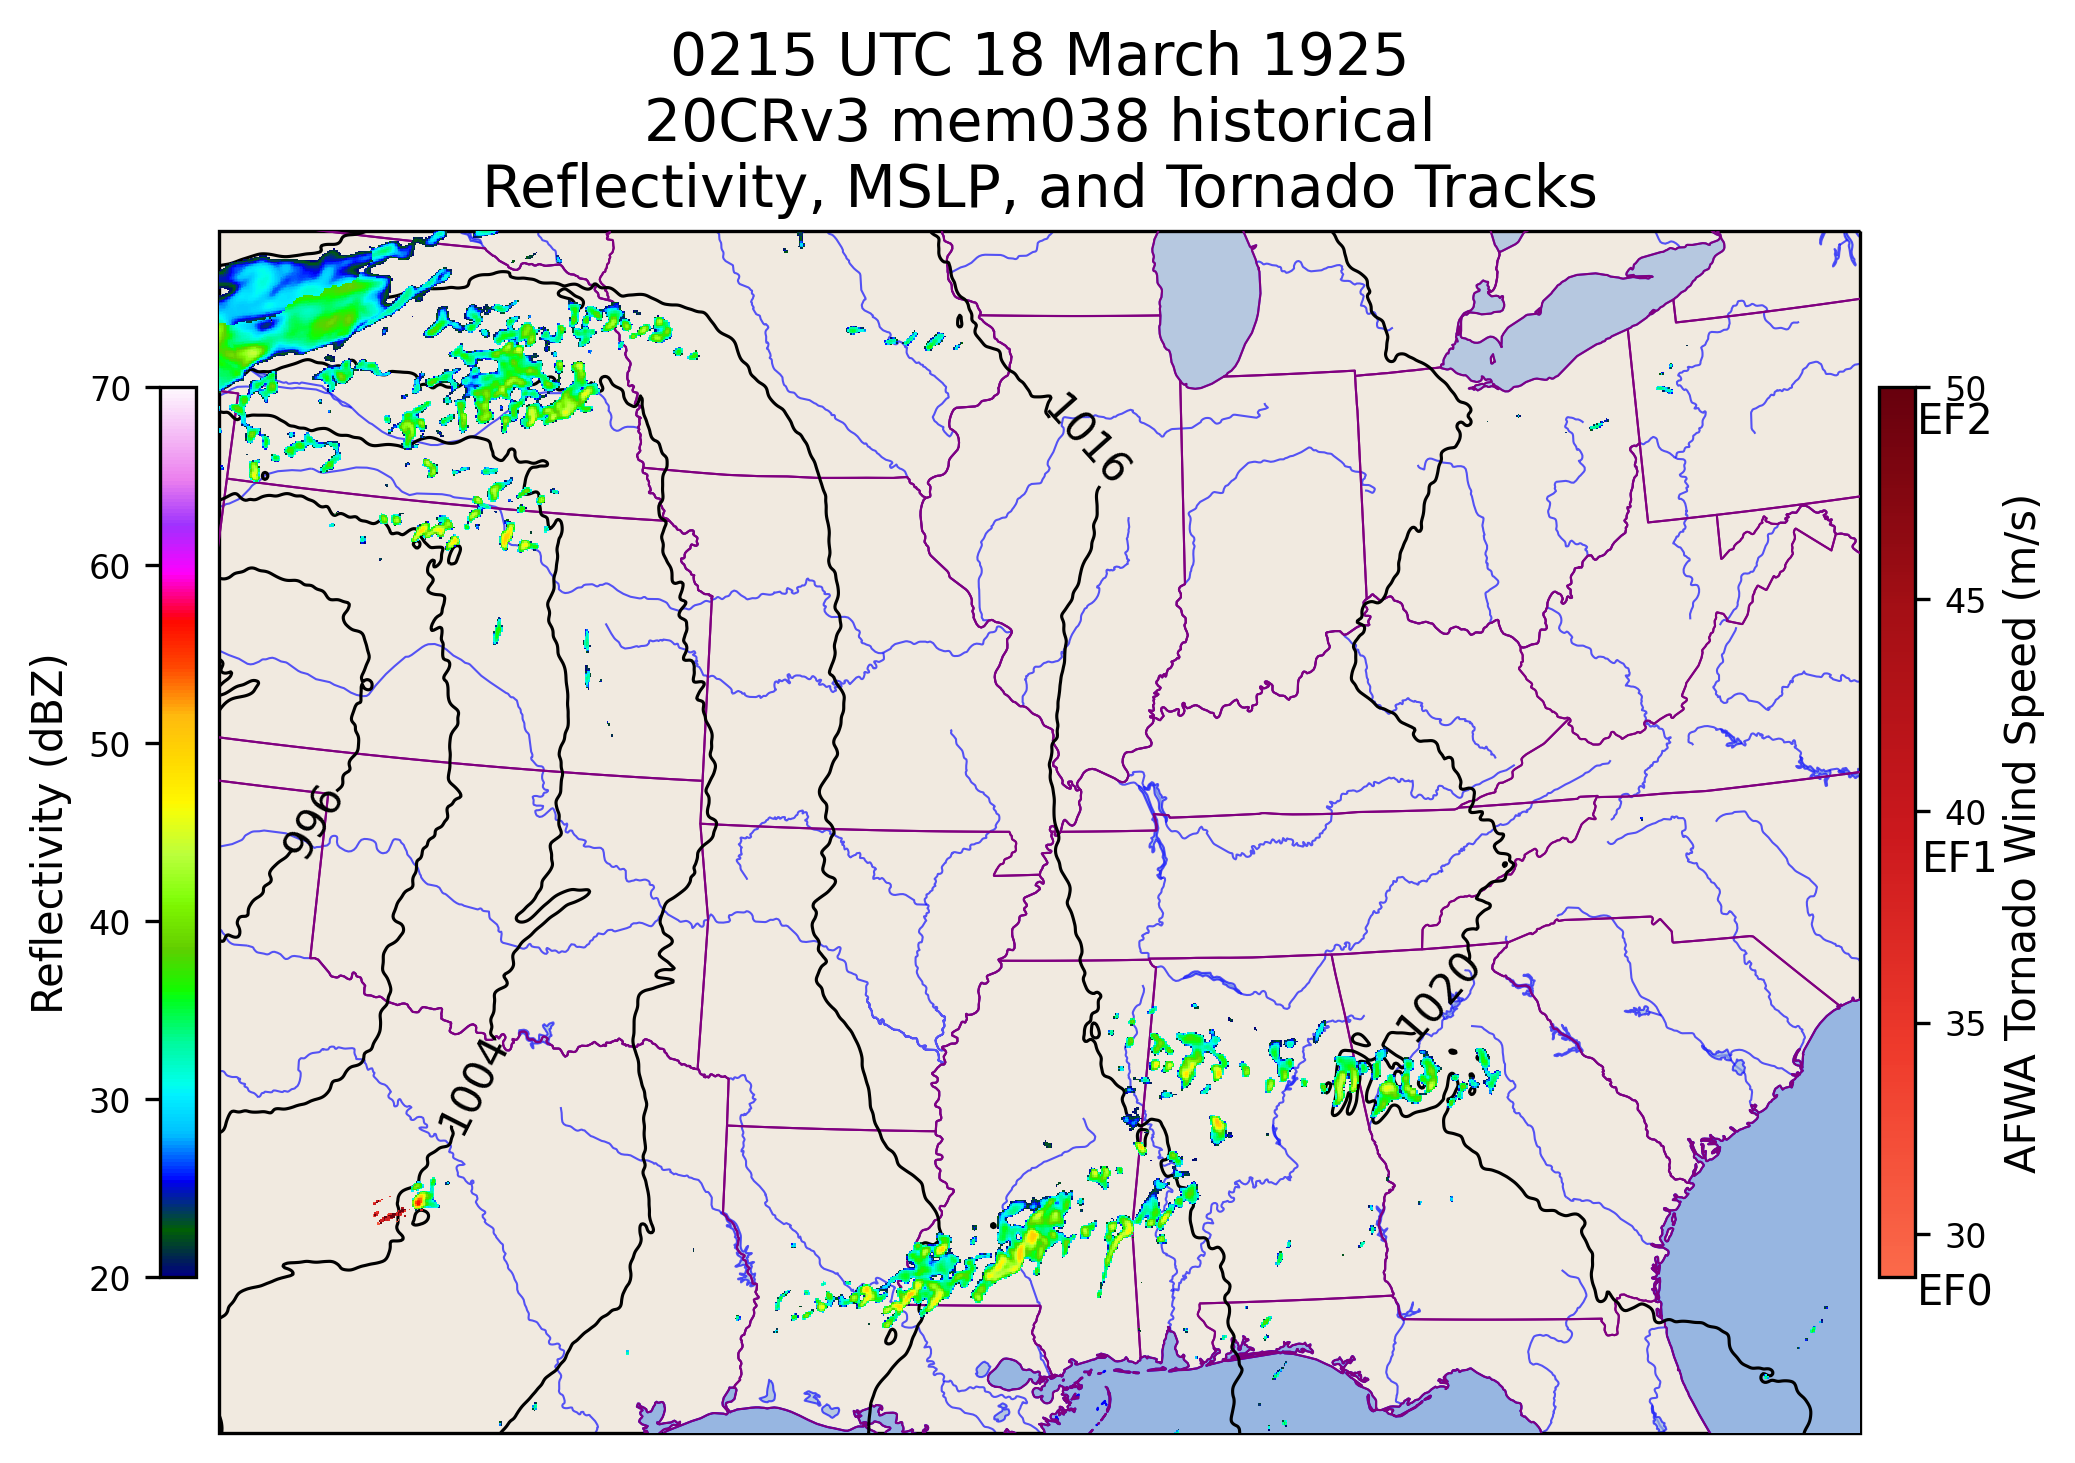 0215 UTC 18 March 1925
20CRv3 mem038 historical
Reflectivity, MSLP, and Tornado Tracks
70
60
50
40
30
20
Reflectivity (dBZ)
1016
996
1020
1004
50
EF2
45
40
EF1
35
30
EF0
AFWA Tornado Wind Speed (m/s)